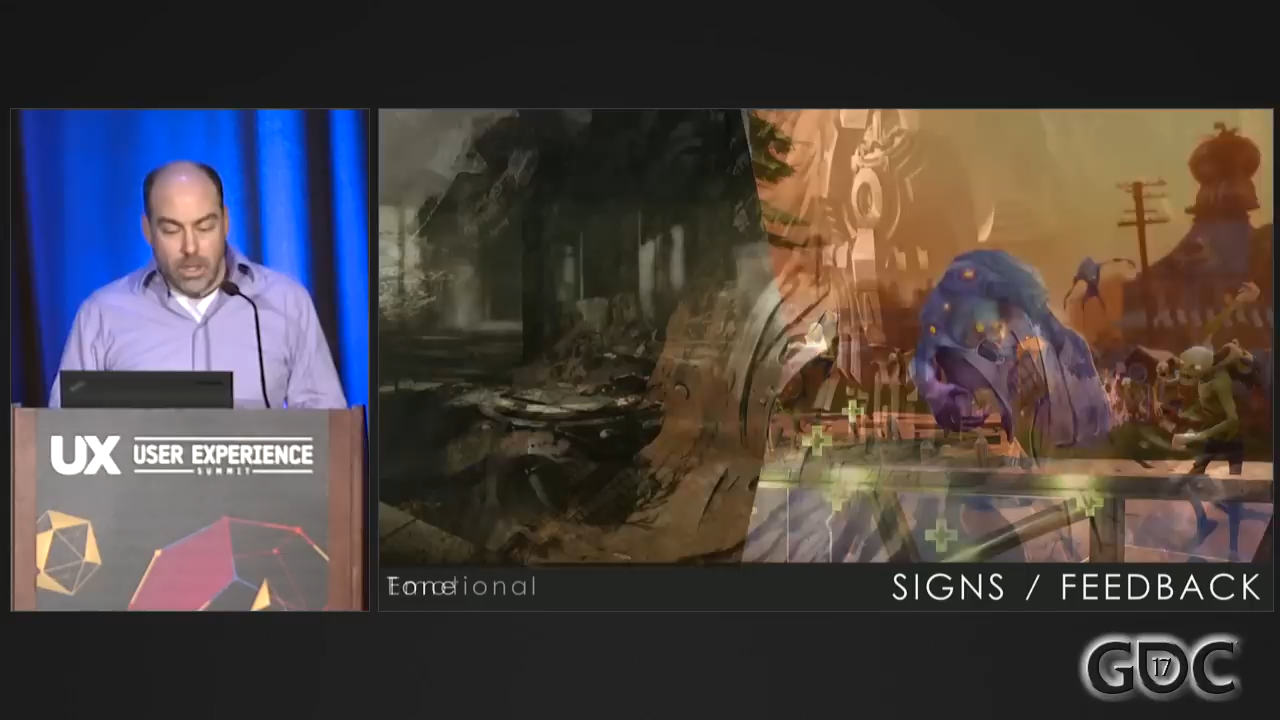 UX USER EXPERIENCE
SUMMIT
SIGNS / FEEDBACK
GDC
17